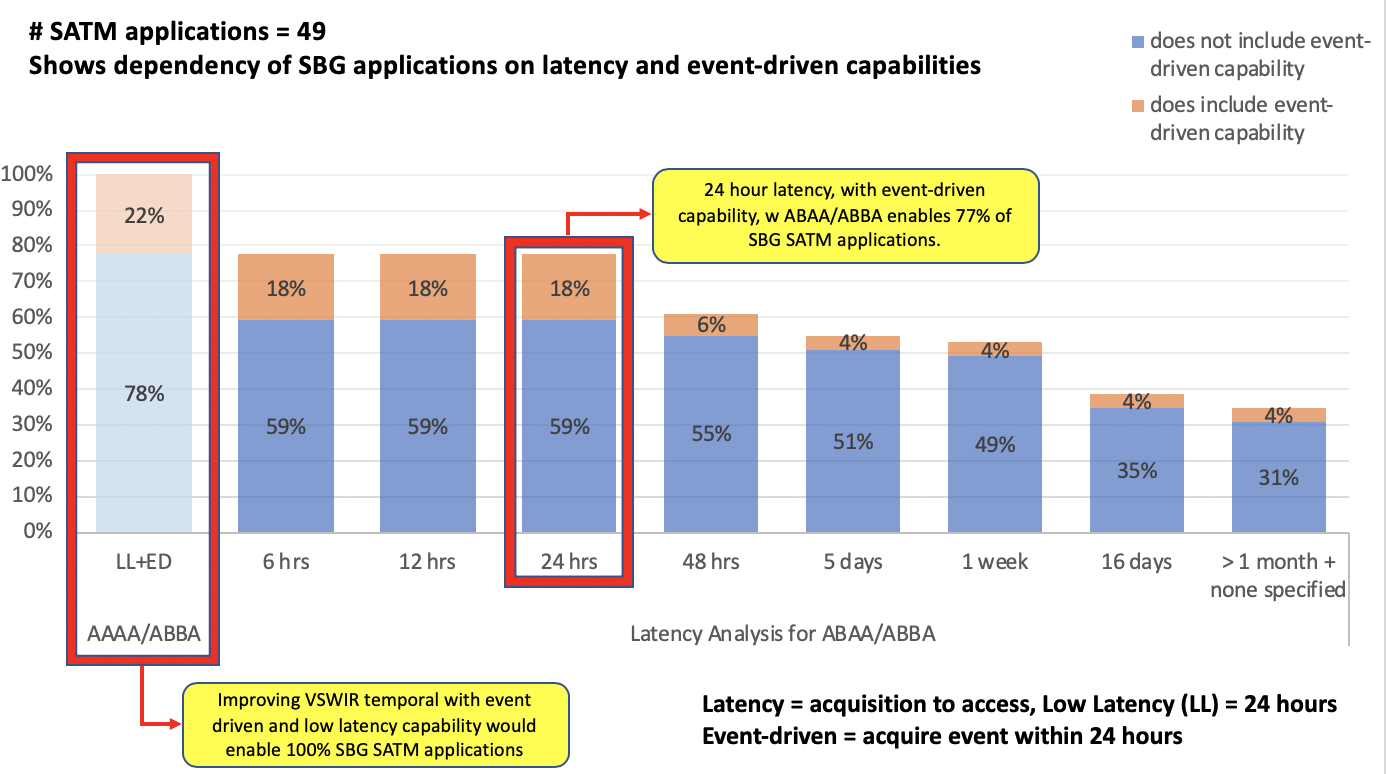 # SATM applications = 49
Shows dependency of SBG applications on latency and event-driven capabilities
does not include event-
driven capability
does include event-
driven capability
100%
90%
80%
70%
60%
50%
40%
30%
20%
10%
0%
22%
78%
18%
59%
18%
59%
18%
59%
6%
55%
4%
51%
4%
49%
4%
35%
4%
31%
24 hour latency, with event-driven
capability, w ABAA/ABBA enables 77% of
SBG SATM applications.
LL+ED
6 hrs
12 hrs
24 hrs
48 hrs
5 days
1 week
16 days
> 1 month +
none specified
AAAA/ABBA
Latency Analysis for ABAA/ABBA
Improving VSWIR temporal with event
driven and low latency capability would
enable 100% SBG SATM applications
Latency = acquisition to access, Low Latency (LL) = 24 hours
Event-driven = acquire event within 24 hours